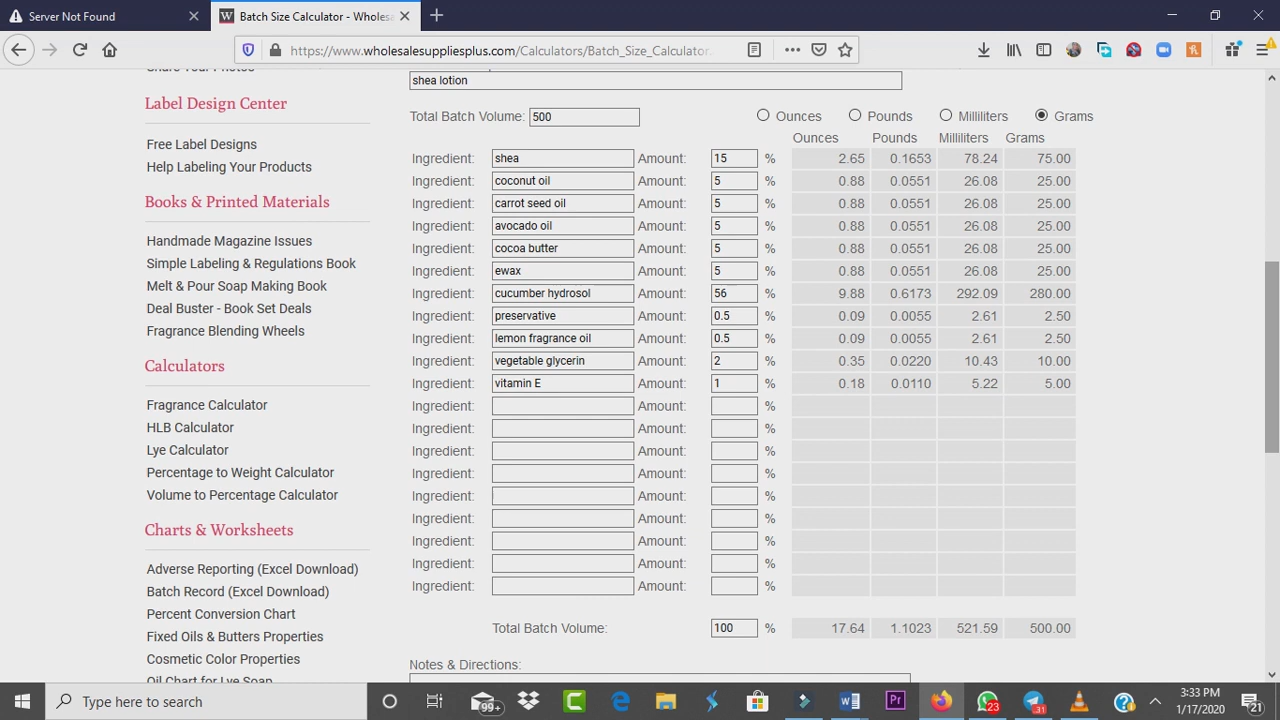 Server Not Found
Batch Size Calculator - Wholesa
https://www.wholesalesuppliesplus.com/Calculators/Batch_Size_Calculator.
Share Your Photos
Label Design Center
Free Label Designs
Help Labeling Your Products
Books & Printed Materials
Handmade Magazine Issues
Simple Labeling & Regulations Book
Melt & Pour Soap Making Book
Deal Buster - Book Set Deals
Fragrance Blending Wheels
Calculators
Fragrance Calculator
HLB Calculator
Lye Calculator
Percentage to Weight Calculator
Volume to Percentage Calculator
Charts & Worksheets
Adverse Reporting (Excel Download)
Batch Record (Excel Download)
Percent Conversion Chart
Fixed Oils & Butters Properties
Cosmetic Color Properties
Oil Chart for Lye Soap
shea lotion
Total Batch Volume: 500 Ounces Pounds Milliliters Grams
Ounces Pounds Milliliters Grams
Ingredient: shea Amount: 15 % 2.65 0.1653 78.24 75.00
Ingredient: coconut oil Amount: 5 % 0.88 0.0551 26.08 25.00
Ingredient: carrot seed oil Amount: 5 % 0.88 0.0551 26.08 25.00
Ingredient: avocado oil Amount: 5 % 0.88 0.0551 26.08 25.00
Ingredient: cocoa butter Amount: 5 % 0.88 0.0551 26.08 25.00
Ingredient: ewax Amount: 5 % 0.88 0.0551 26.08 25.00
Ingredient: cucumber hydrosol Amount: 56 % 9.88 0.6173 292.09 280.00
Ingredient: preservative Amount: 0.5 % 0.09 0.0055 2.61 2.50
Ingredient: lemon fragrance oil Amount: 0.5 % 0.09 0.0055 2.61 2.50
Ingredient: vegetable glycerin Amount: 2 % 0.35 0.0220 10.43 10.00
Ingredient: vitamin E Amount: 1 % 0.18 0.0110 5.22 5.00
Ingredient: Amount: %
Ingredient: Amount: %
Ingredient: Amount: %
Ingredient: Amount: %
Ingredient: Amount: %
Ingredient: Amount: %
Ingredient: Amount: %
Ingredient: Amount: %
Ingredient: Amount: %
Total Batch Volume: 100 % 17.64 1.1023 521.59 500.00
Notes & Directions:
Type here to search
99+
23
31
3:33 PM
1/17/2020
21